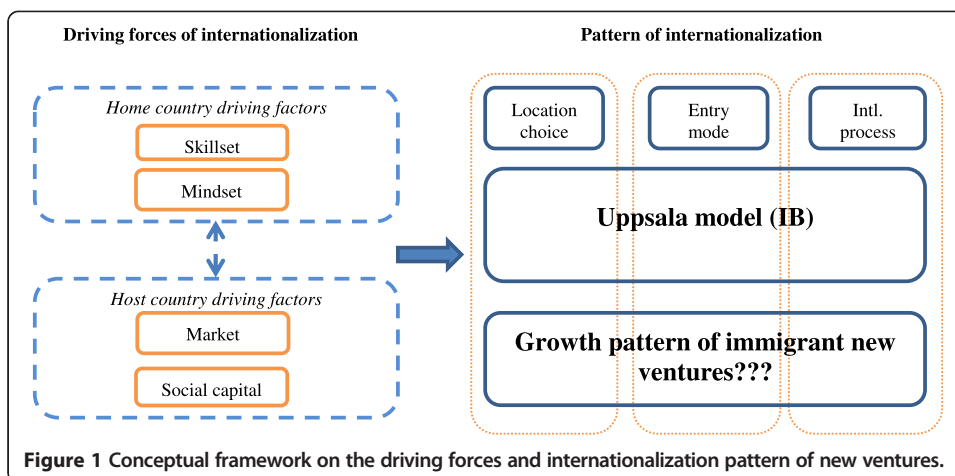 Driving forces of internationalization
Home country driving factors
Skillset
Mindset
Host country driving factors
Market
Social capital
Pattern of internationalization
Location
choice
Entry
mode
Intl.
process
Uppsala model (IB)
Growth pattern of immigrant new
ventures???
Figure 1 Conceptual framework on the driving forces and internationalization pattern of new ventures.